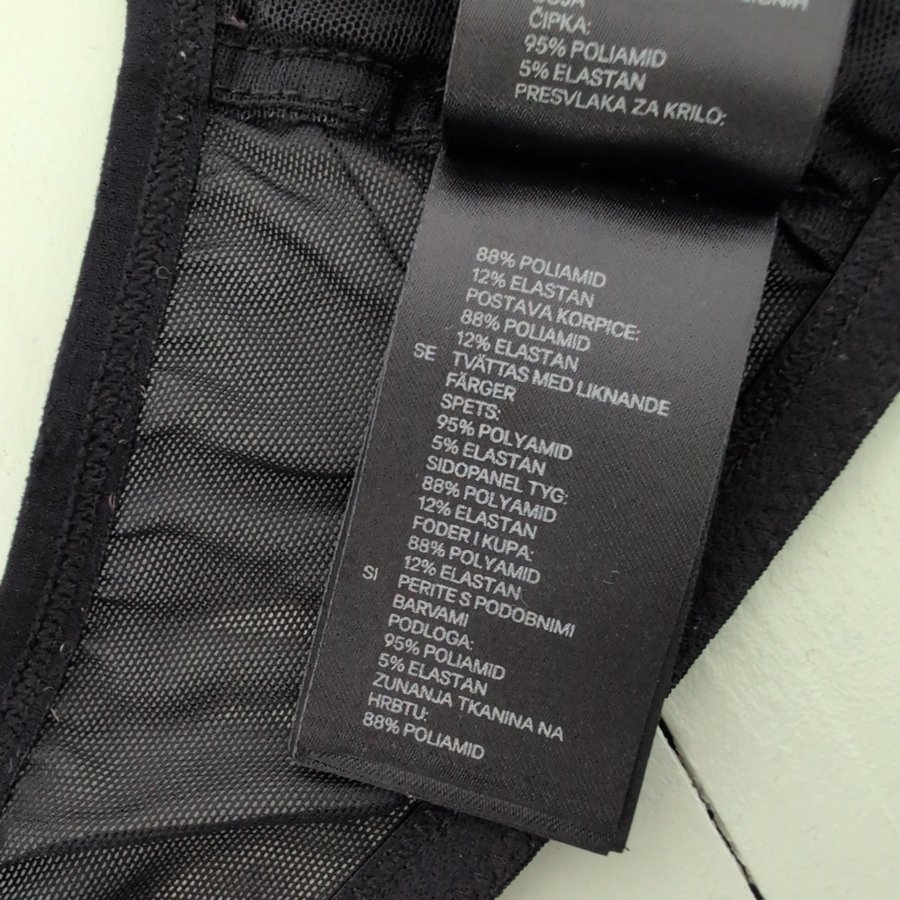 ČIPKA:
95% POLIAMID
5% ELASTAN
PRESVLAKA ZA KRILO:
88% POLIAMID
12% ELASTAN
POSTAVA KORPICE:
88% POLIAMID
12% ELASTAN
SE TVÄTTAS MED LIKNANDE
FÄRGER
SPETS:
95% POLYAMID
5% ELASTAN
SIDOPANEL TYG:
88% POLYAMID
12% ELASTAN
FODER I KUPA:
88% POLYAMID
12% ELASTAN
SI PERITE S PODOBNIMI
BARVAMI
PODLOGA:
95% POLIAMID
5% ELASTAN
ZUNANJA TKANINA NA
HRBTU:
88% POLIAMID